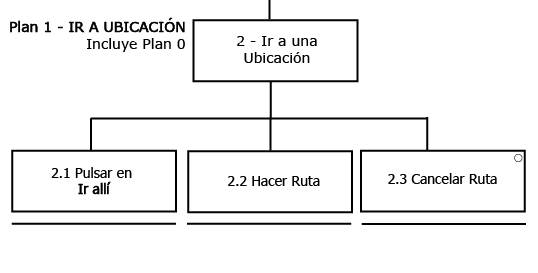 Plan 1 - IR A UBICACIÓN
Incluye Plan 0
2 - Ir a una
Ubicación
2.1 Pulsar en
Ir allí
2.2 Hacer Ruta
2.3 Cancelar Ruta